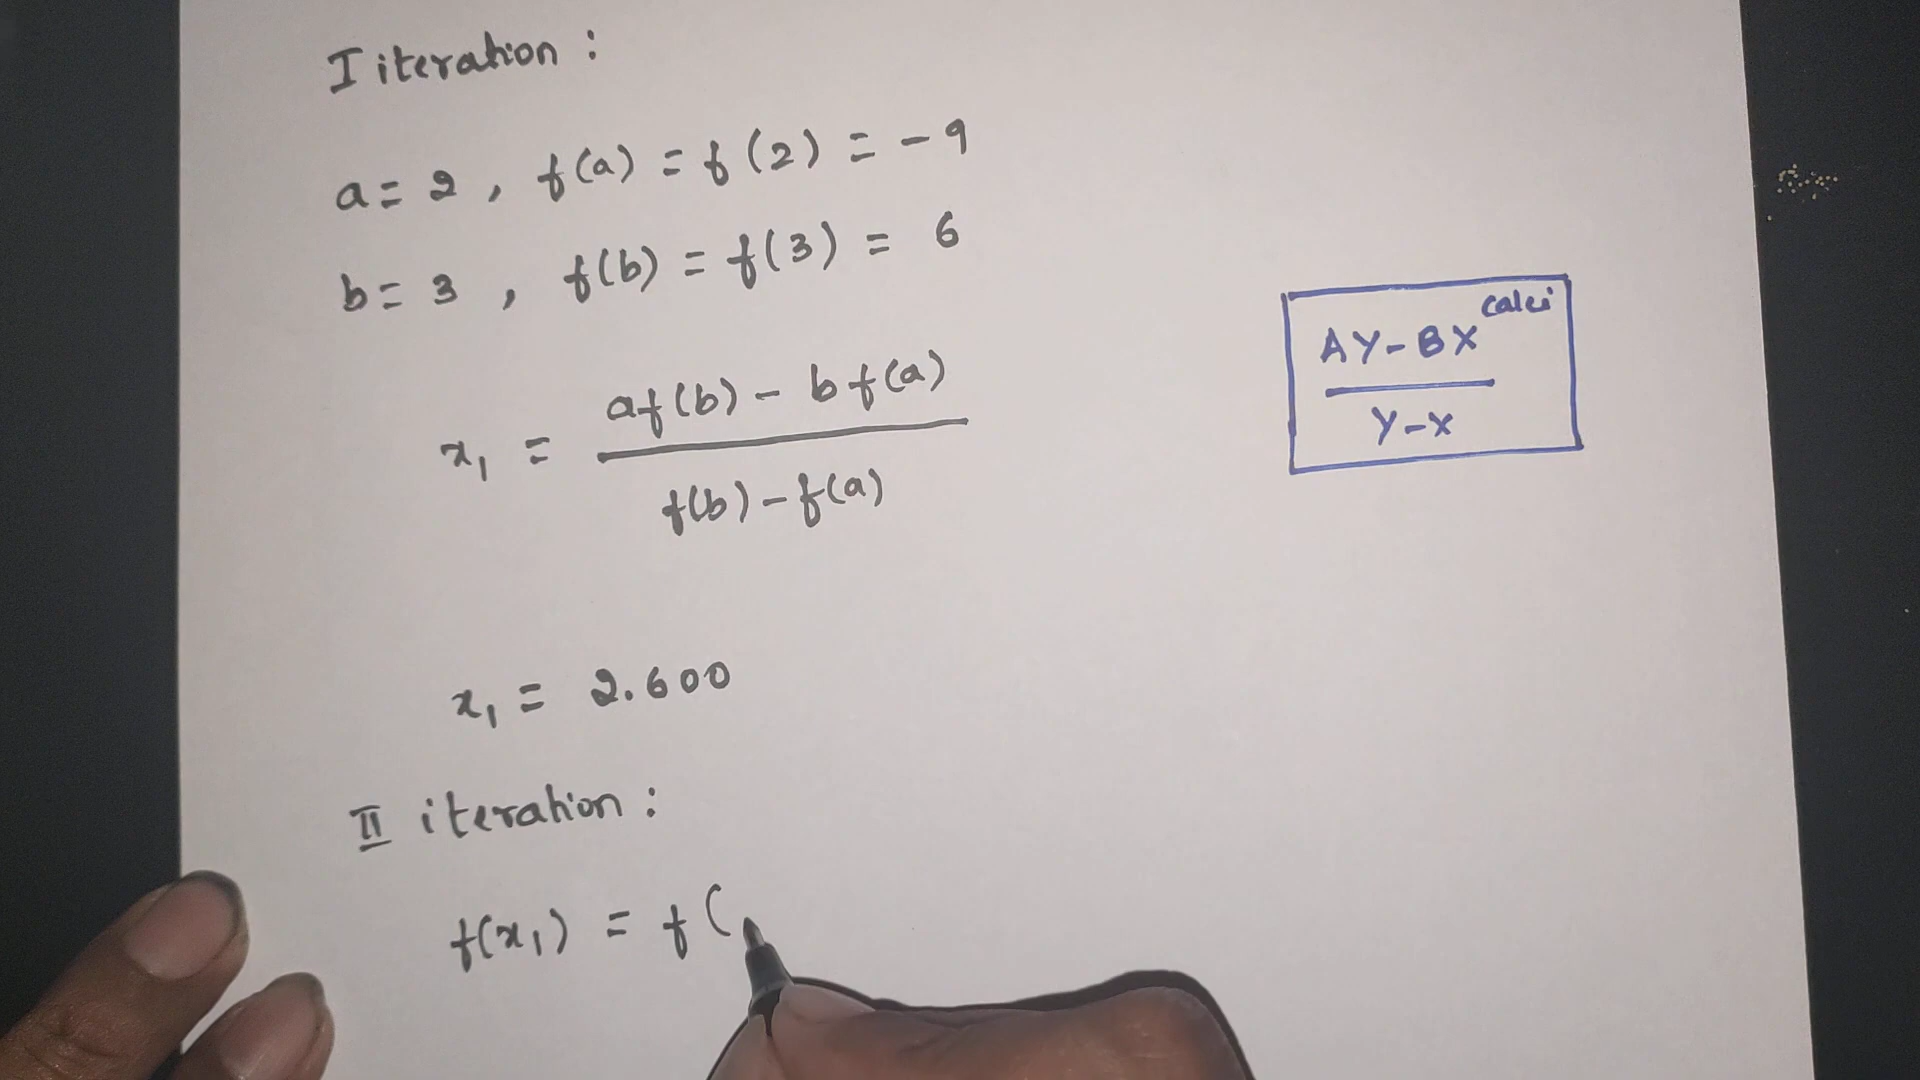 I iteration :
a = 2 , f(a) = f(2) = -9
b = 3 , f(b) = f(3) = 6
x₁ = af(b) - bf(a) / f(b) - f(a)
calci
AY-BX / Y-X
x₁ = 2.600
II iteration :
f(x₁) = f(